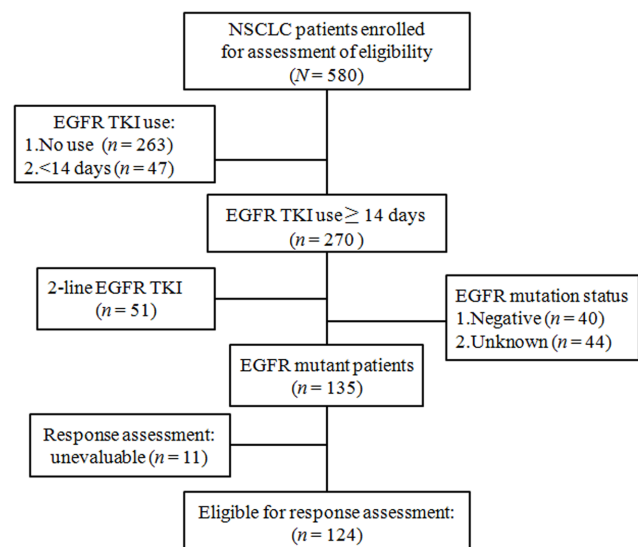 NSCLC patients enrolled
for assessment of eligibility
(N = 580)
EGFR TKI use:
1.No use (n = 263)
2.<14 days (n = 47)
EGFR TKI use ≥ 14 days
(n = 270 )
2-line EGFR TKI
(n = 51)
EGFR mutation status
1.Negative (n = 40)
2.Unknown (n = 44)
EGFR mutant patients
(n = 135)
Response assessment:
unevaluable (n = 11)
Eligible for response assessment:
(n = 124)